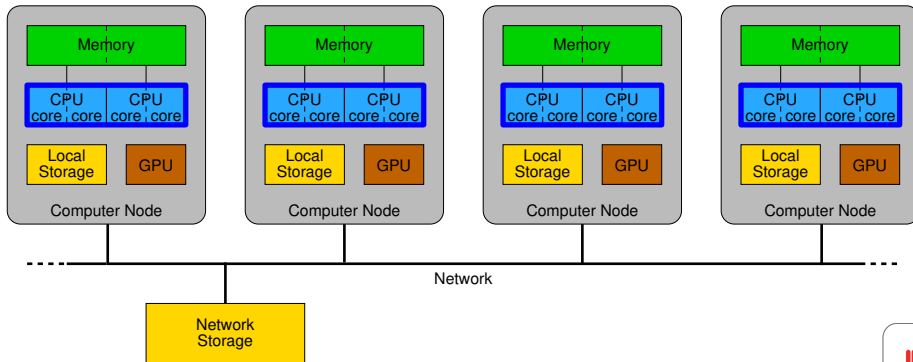 Memory Memory Memory Memory
CPU CPU CPU CPU CPU CPU CPU CPU
core core core core core core core core core core core core core core core core
Local Storage GPU Local Storage GPU Local Storage GPU Local Storage GPU
Computer Node Computer Node Computer Node Computer Node
Network
Network
Storage